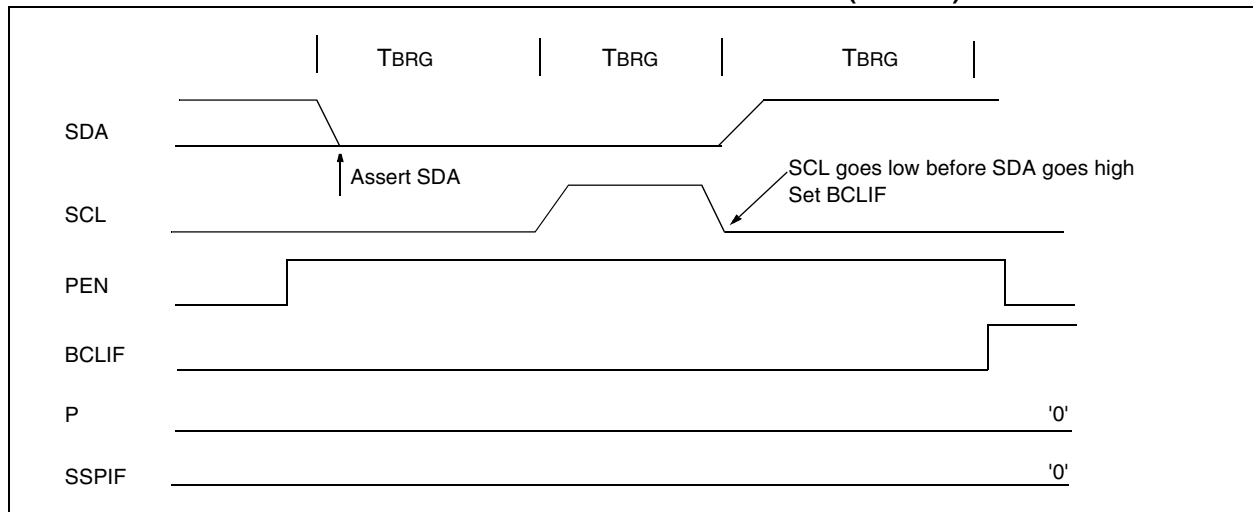 TBRG TBRG TBRG
SDA
Assert SDA
SCL goes low before SDA goes high
Set BCLIF
SCL
PEN
BCLIF
P '0'
SSPIF '0'